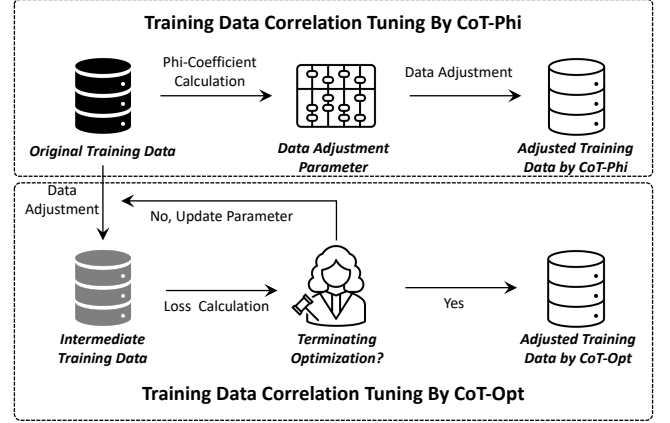 Training Data Correlation Tuning By CoT-Phi
Phi-Coefficient
Calculation
Data Adjustment
Original Training Data
Data Adjustment
Parameter
Adjusted Training
Data by CoT-Phi
Data
Adjustment
No, Update Parameter
Loss Calculation
Yes
Intermediate
Training Data
Terminating
Optimization?
Adjusted Training
Data by CoT-Opt
Training Data Correlation Tuning By CoT-Opt